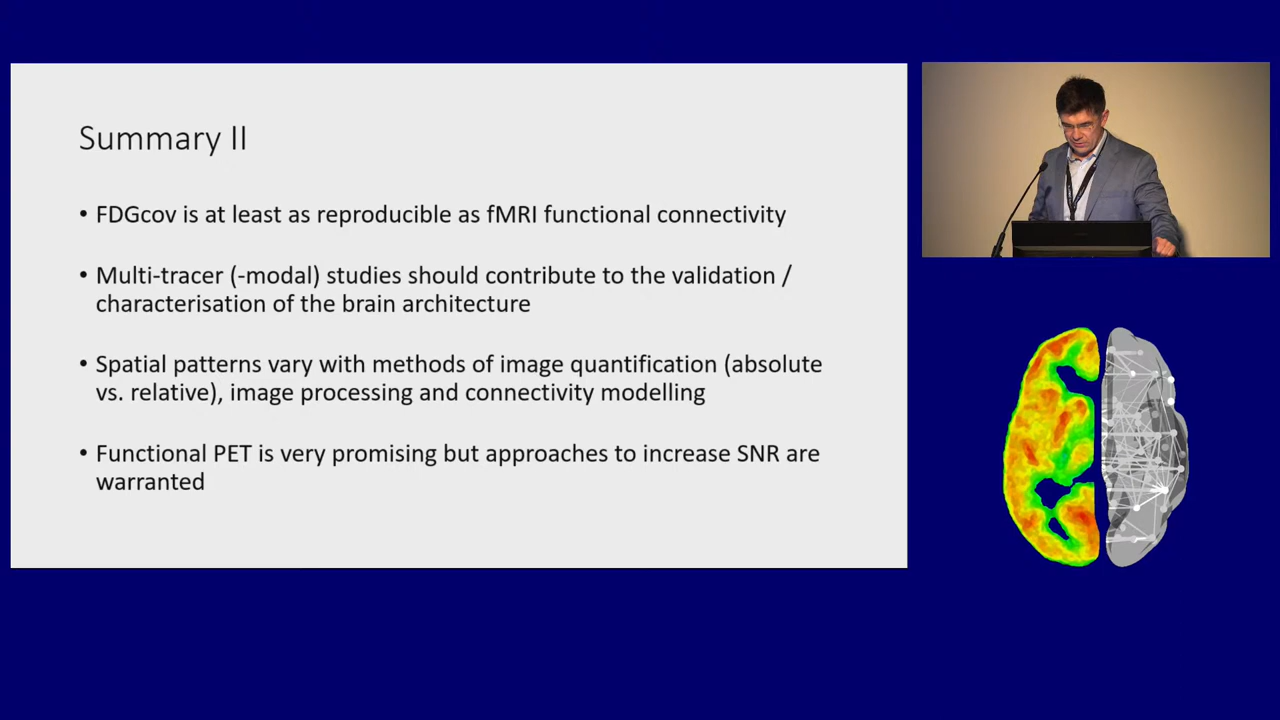 Summary II
• FDGcov is at least as reproducible as fMRI functional connectivity
• Multi-tracer (-modal) studies should contribute to the validation /
characterisation of the brain architecture
• Spatial patterns vary with methods of image quantification (absolute
vs. relative), image processing and connectivity modelling
• Functional PET is very promising but approaches to increase SNR are
warranted